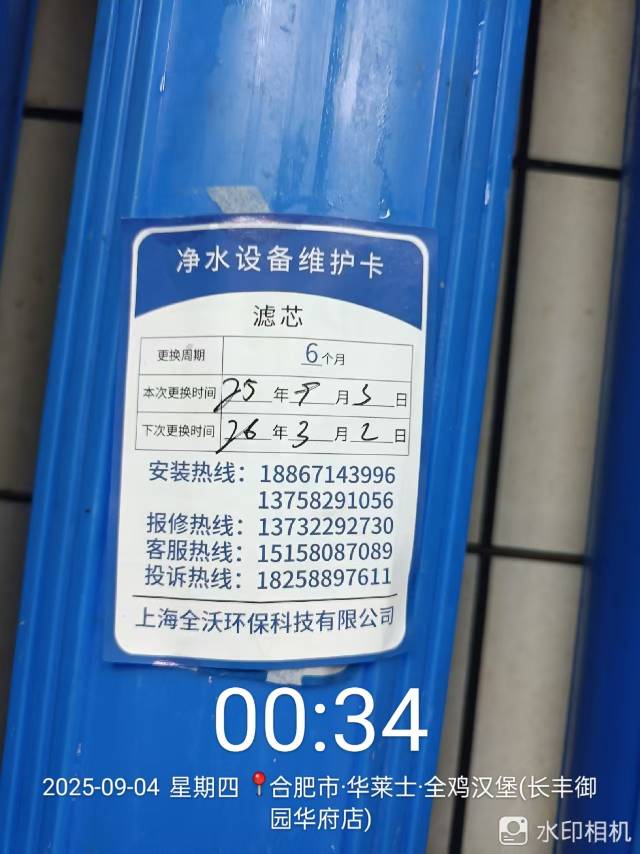 净水设备维护卡
滤芯
更换周期 6个月
本次更换时间 25年9月3日
下次更换时间 26年3月2日
安装热线：18867143996
13758291056
报修热线：13732292730
客服热线：15158087089
投诉热线：18258897611
上海全沃环保科技有限公司
00:34
2025-09-04 星期四 合肥市·华莱士·全鸡汉堡(长丰御
园华府店)
水印相机